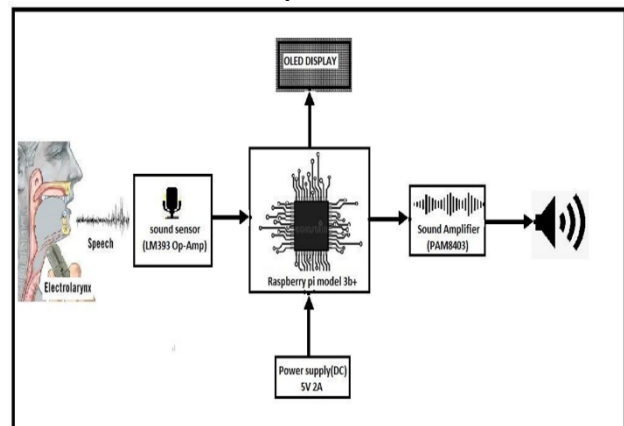 OLED DISPLAY
Speech
Electrolarynx
sound sensor
(LM393 Op-Amp)
Raspberry pi model 3b+
Sound Amplifier
(PAM8403)
Power supply(DC)
5V 2A